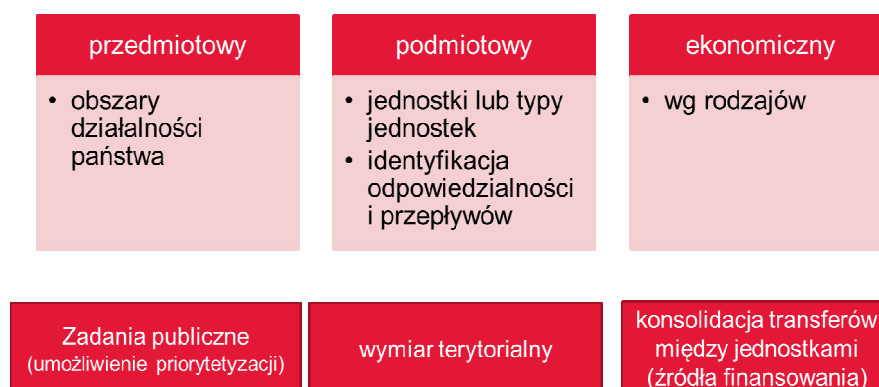 przedmiotowy
• obszary
działalności
państwa
podmiotowy
• jednostki lub typy
jednostek
• identyfikacja
odpowiedzialności
i przepływów
ekonomiczny
• wg rodzajów
Zadania publiczne
(umożliwienie priorytetyzacji)
wymiar terytorialny
konsolidacja transferów
między jednostkami
(źródła finansowania)